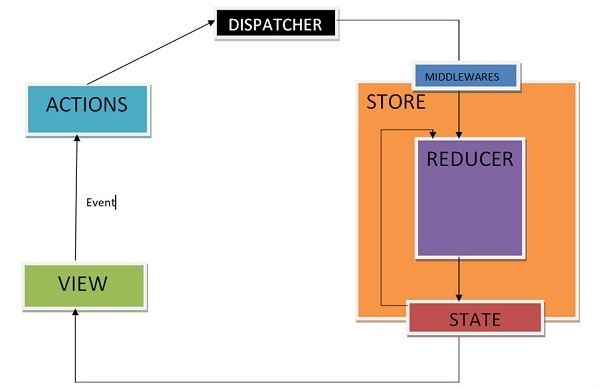 DISPATCHER
MIDDLEWARES
ACTIONS
STORE
REDUCER
Event
VIEW
STATE